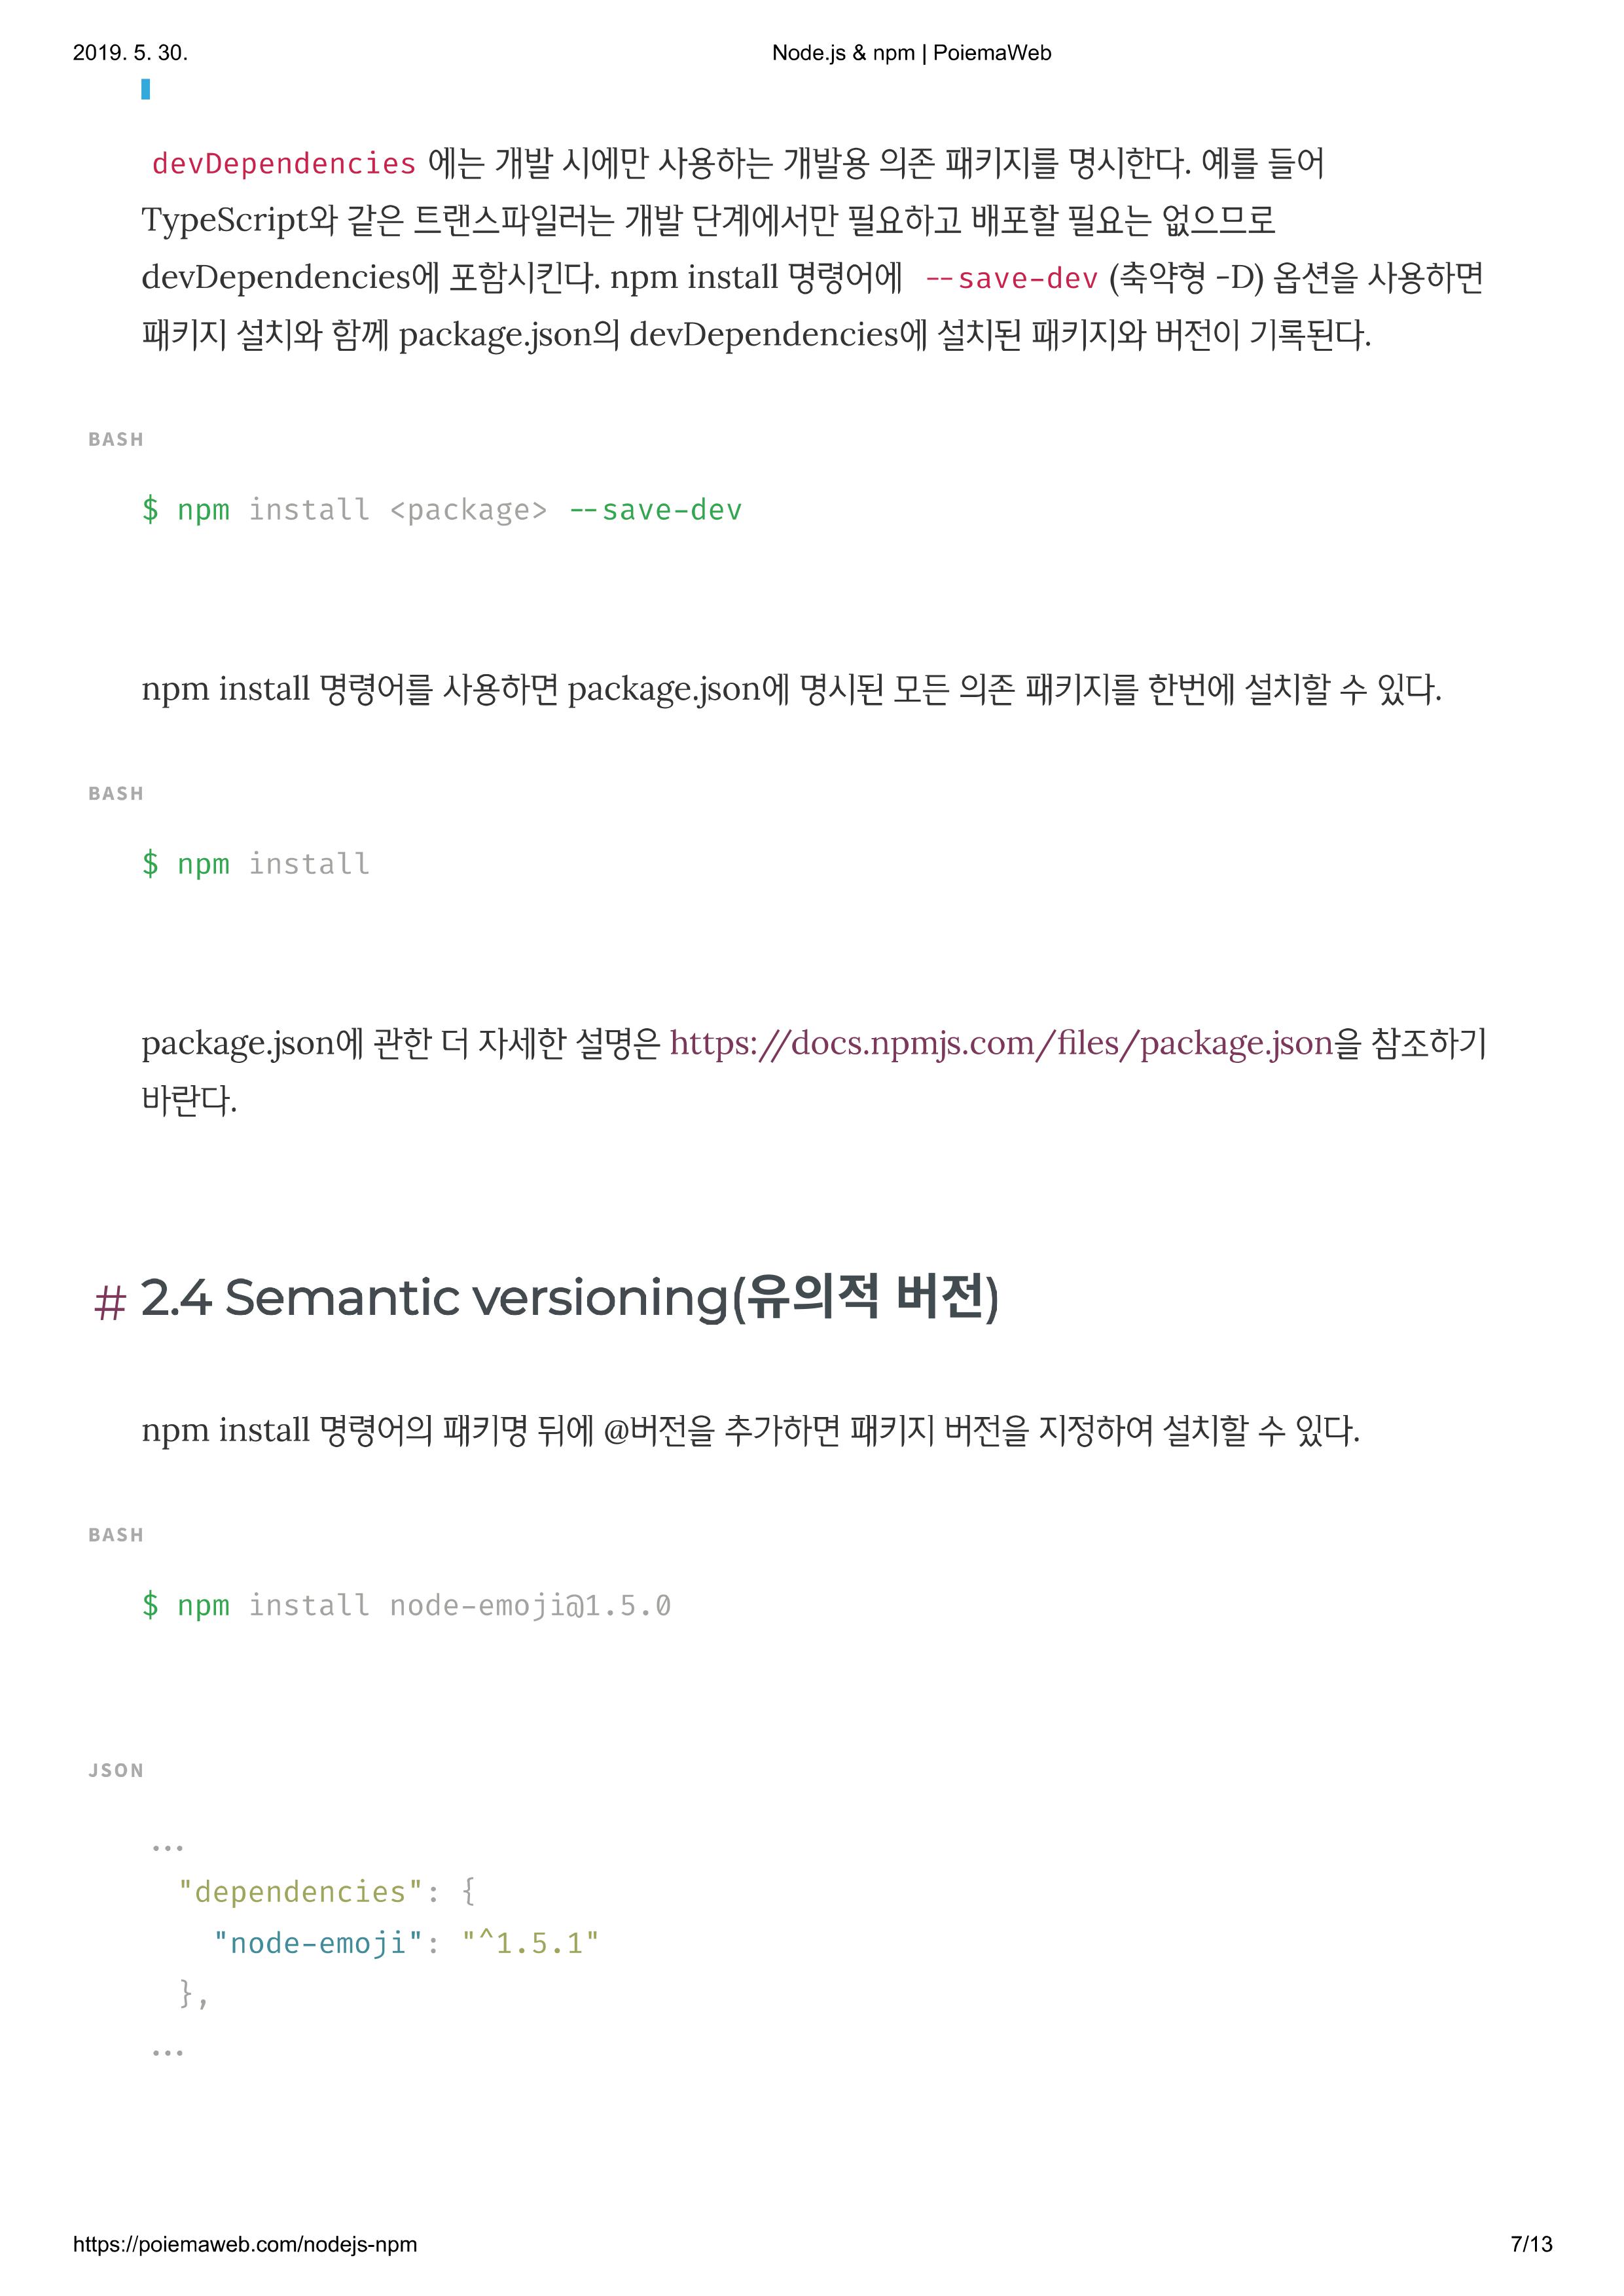 2019. 5. 30.
Node.js & npm | PoiemaWeb
devDependencies 에는 개발 시에만 사용하는 개발용 의존 패키지를 명시한다. 예를 들어
TypeScript와 같은 트랜스파일러는 개발 단계에서만 필요하고 배포할 필요는 없으므로
devDependencies에 포함시킨다. npm install 명령어에 --save-dev (축약형 -D) 옵션을 사용하면
패키지 설치와 함께 package.json의 devDependencies에 설치된 패키지와 버전이 기록된다.
BASH
$ npm install <package> --save-dev
npm install 명령어를 사용하면 package.json에 명시된 모든 의존 패키지를 한번에 설치할 수 있다.
BASH
$ npm install
package.json에 관한 더 자세한 설명은 https://docs.npmjs.com/files/package.json을 참조하기
바란다.
# 2.4 Semantic versioning(유의적 버전)
npm install 명령어의 패키명 뒤에 @버전을 추가하면 패키지 버전을 지정하여 설치할 수 있다.
BASH
$ npm install node-emoji@1.5.0
JSON
...
"dependencies": {
"node-emoji": "^1.5.1"
},
...
https://poiemaweb.com/nodejs-npm
7/13